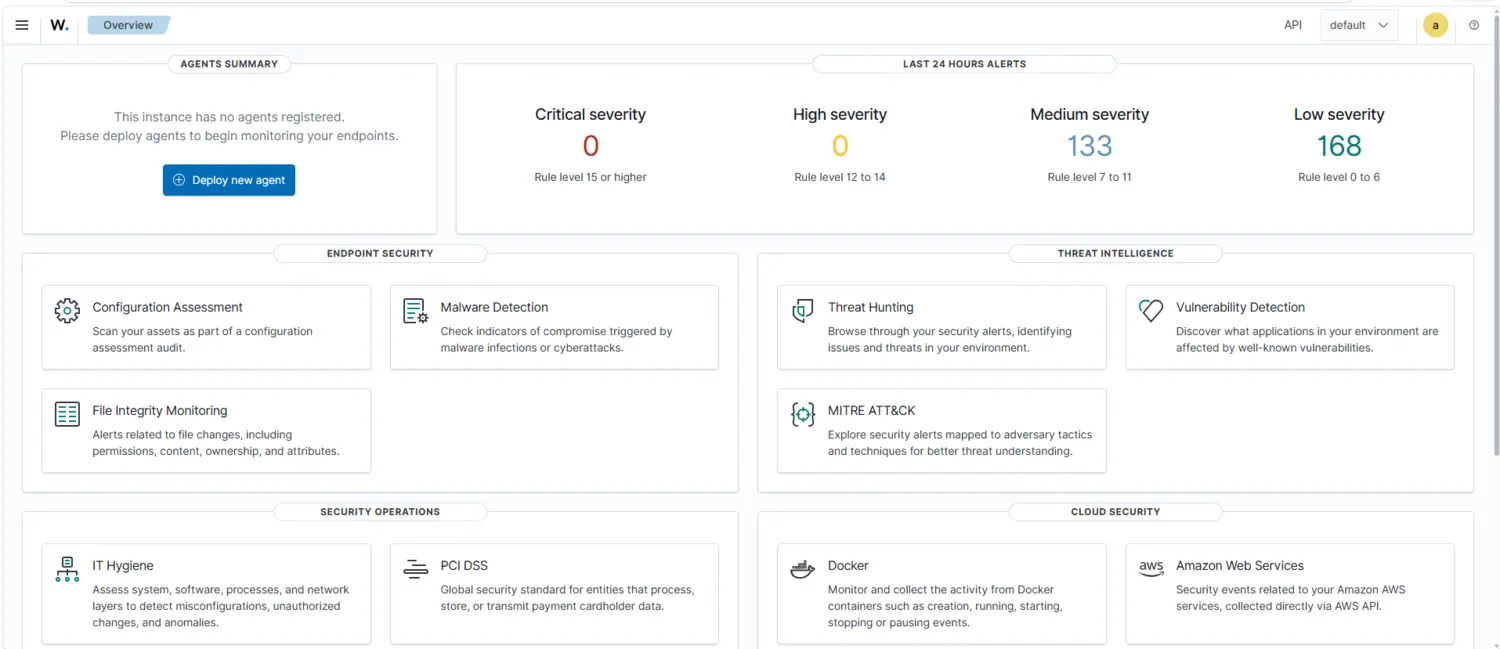 W.
Overview
API
default
a
AGENTS SUMMARY
This instance has no agents registered.
Please deploy agents to begin monitoring your endpoints.
Deploy new agent
LAST 24 HOURS ALERTS
Critical severity
0
Rule level 15 or higher
High severity
0
Rule level 12 to 14
Medium severity
133
Rule level 7 to 11
Low severity
168
Rule level 0 to 6
ENDPOINT SECURITY
Configuration Assessment
Scan your assets as part of a configuration
assessment audit.
Malware Detection
Check indicators of compromise triggered by
malware infections or cyberattacks.
File Integrity Monitoring
Alerts related to file changes, including
permissions, content, ownership, and attributes.
THREAT INTELLIGENCE
Threat Hunting
Browse through your security alerts, identifying
issues and threats in your environment.
Vulnerability Detection
Discover what applications in your environment are
affected by well-known vulnerabilities.
MITRE ATT&CK
Explore security alerts mapped to adversary tactics
and techniques for better threat understanding.
SECURITY OPERATIONS
IT Hygiene
Assess system, software, processes, and network
layers to detect misconfigurations, unauthorized
changes, and anomalies.
PCI DSS
Global security standard for entities that process,
store, or transmit payment cardholder data.
CLOUD SECURITY
Docker
Monitor and collect the activity from Docker
containers such as creation, running, starting,
stopping or pausing events.
aws
Amazon Web Services
Security events related to your Amazon AWS
services, collected directly via AWS API.